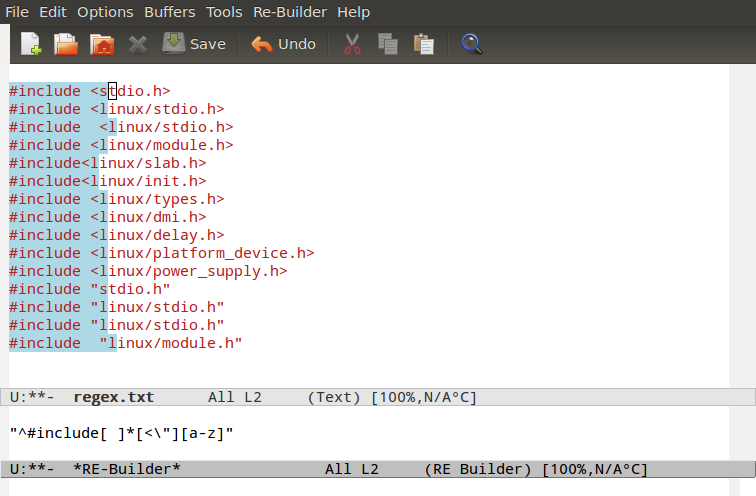 File Edit Options Buffers Tools Re-Builder Help
Save Undo
#include <stdio.h>
#include <linux/stdio.h>
#include  <linux/stdio.h>
#include <linux/module.h>
#include<linux/slab.h>
#include<linux/init.h>
#include <linux/types.h>
#include <linux/dmi.h>
#include <linux/delay.h>
#include <linux/platform_device.h>
#include <linux/power_supply.h>
#include "stdio.h"
#include "linux/stdio.h"
#include "linux/stdio.h"
#include  "linux/module.h"
U:**-  regex.txt      All L2     (Text) [100%,N/A°C]
"^#include[ ]*[<\"][a-z]"
U:**-  *RE-Builder*                   All L2     (RE Builder) [100%,N/A°C]